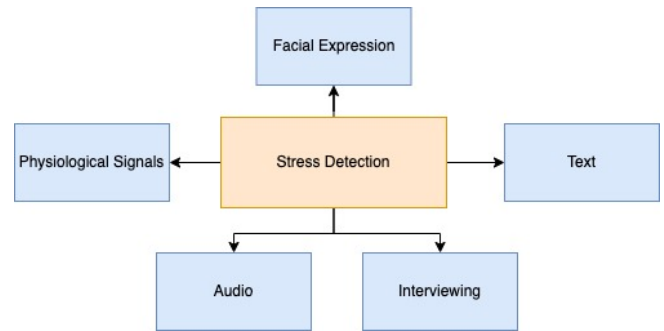 Facial Expression
Physiological Signals
Stress Detection
Text
Audio
Interviewing